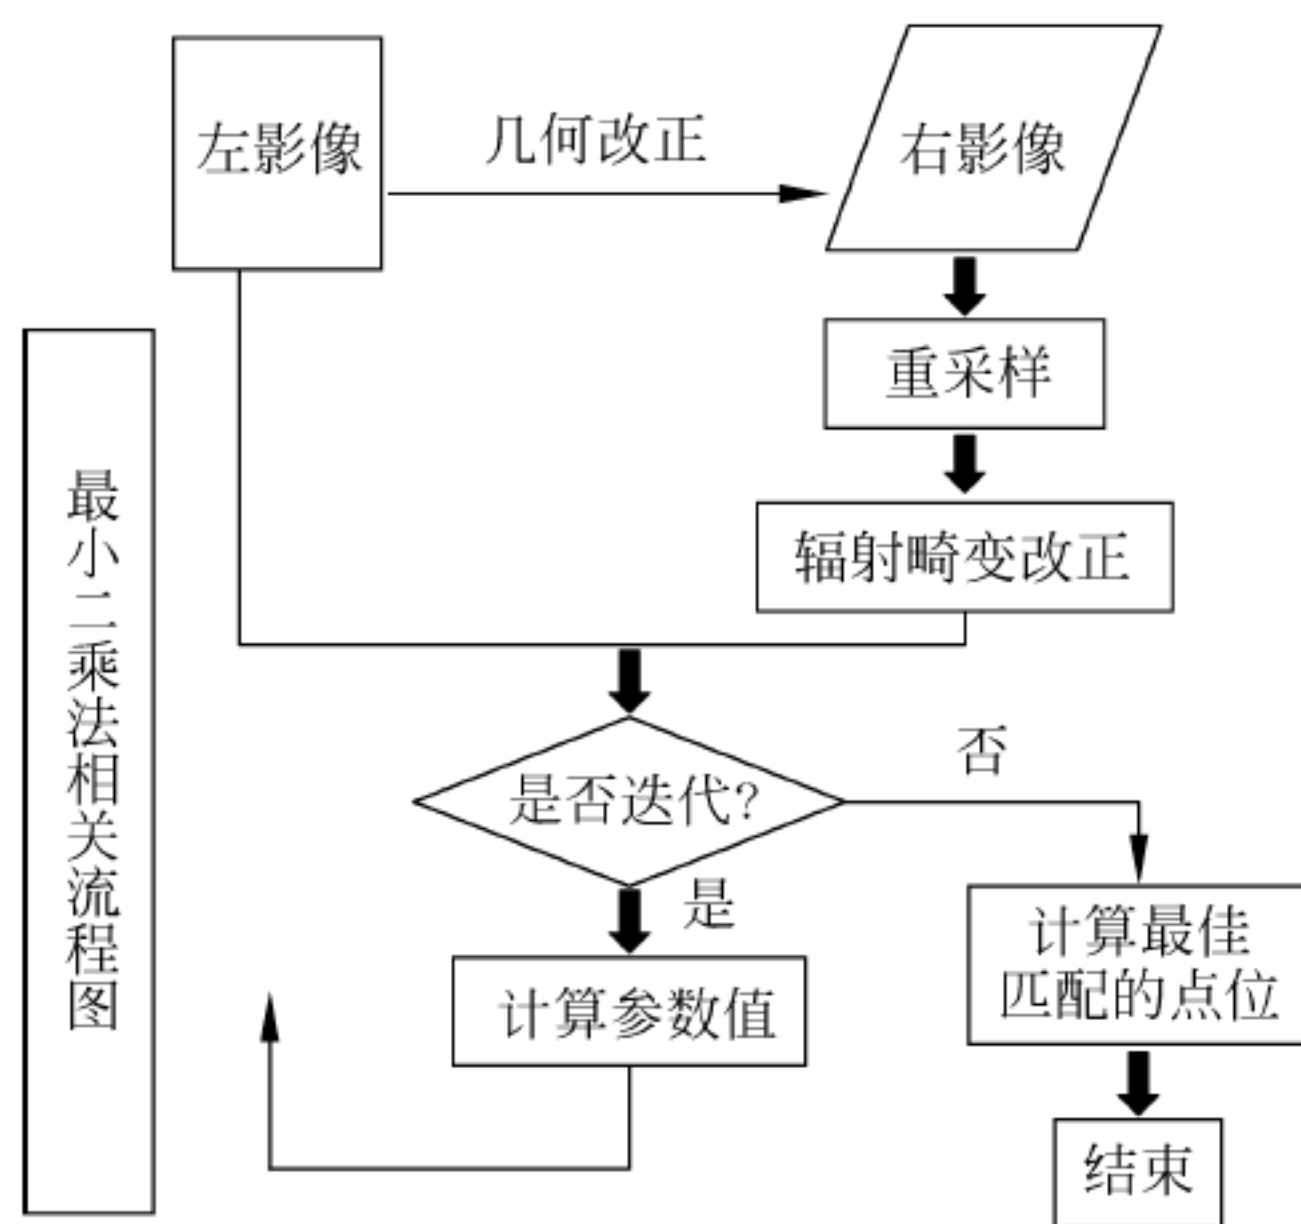 左影像
几何改正
右影像
重采样
辐射畸变改正
最小二乘法相关流程图
是否迭代?
否
是
计算参数值
计算最佳
匹配的点位
结束